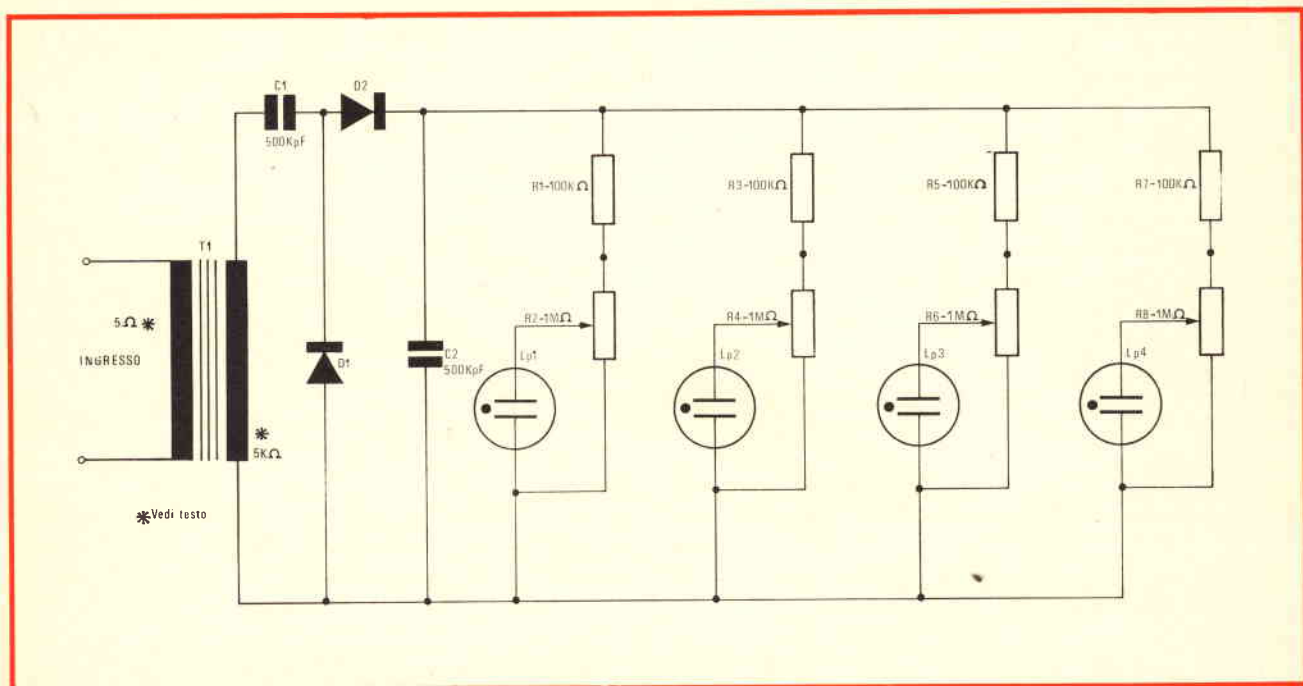 C1
D2
500KpF
R1-100KΩ
R3-100KΩ
R5-100KΩ
R7-100KΩ
T1
5Ω *
INGRESSO
R2-1MΩ
R4-1MΩ
R6-1MΩ
R8-1MΩ
D1
C2
500KpF
Lp1
Lp2
Lp3
Lp4
*
5KΩ
*Vedi testo